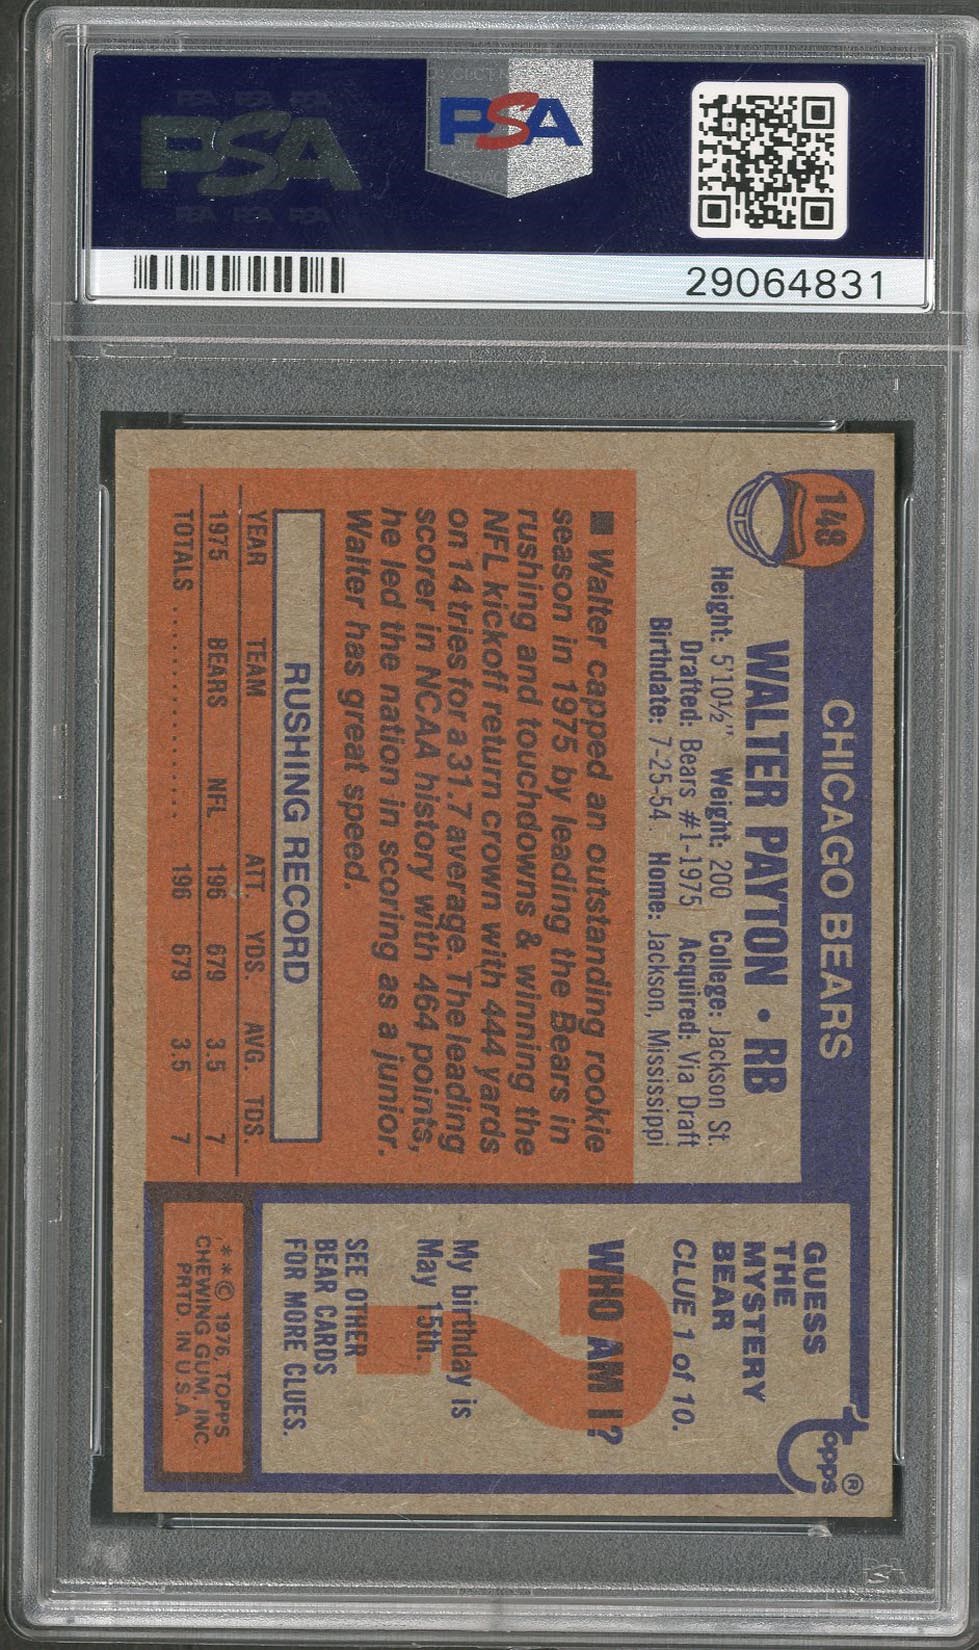 PSA
PSA PSA PSA
PSA
PSA PSA PSA
29064831
148
CHICAGO BEARS
WALTER PAYTON • RB
Height: 5'10½" Weight: 200 College: Jackson St.
Drafted: Bears #1-1975 Acquired: Via Draft
Birthdate: 7-25-54 Home: Jackson, Mississippi
■ Walter capped an outstanding rookie
season in 1975 by leading the Bears in
rushing and touchdowns & winning the
NFL kickoff return crown with 444 yards
on 14 tries for a 31.7 average. The leading
scorer in NCAA history with 464 points,
he led the nation in scoring as a junior.
Walter has great speed.
RUSHING RECORD
YEAR TEAM ATT. YDS. AVG. TDS.
1975 BEARS NFL 196 679 3.5 7
TOTALS .................... 196 679 3.5 7
Topps®
GUESS
THE
MYSTERY
BEAR
CLUE 1 of 10.
?
WHO AM I?
My birthday is
May 15th.
SEE OTHER
BEAR CARDS
FOR MORE CLUES.
**© 1976, TOPPS
CHEWING GUM, INC.
PRTD. IN U.S.A.